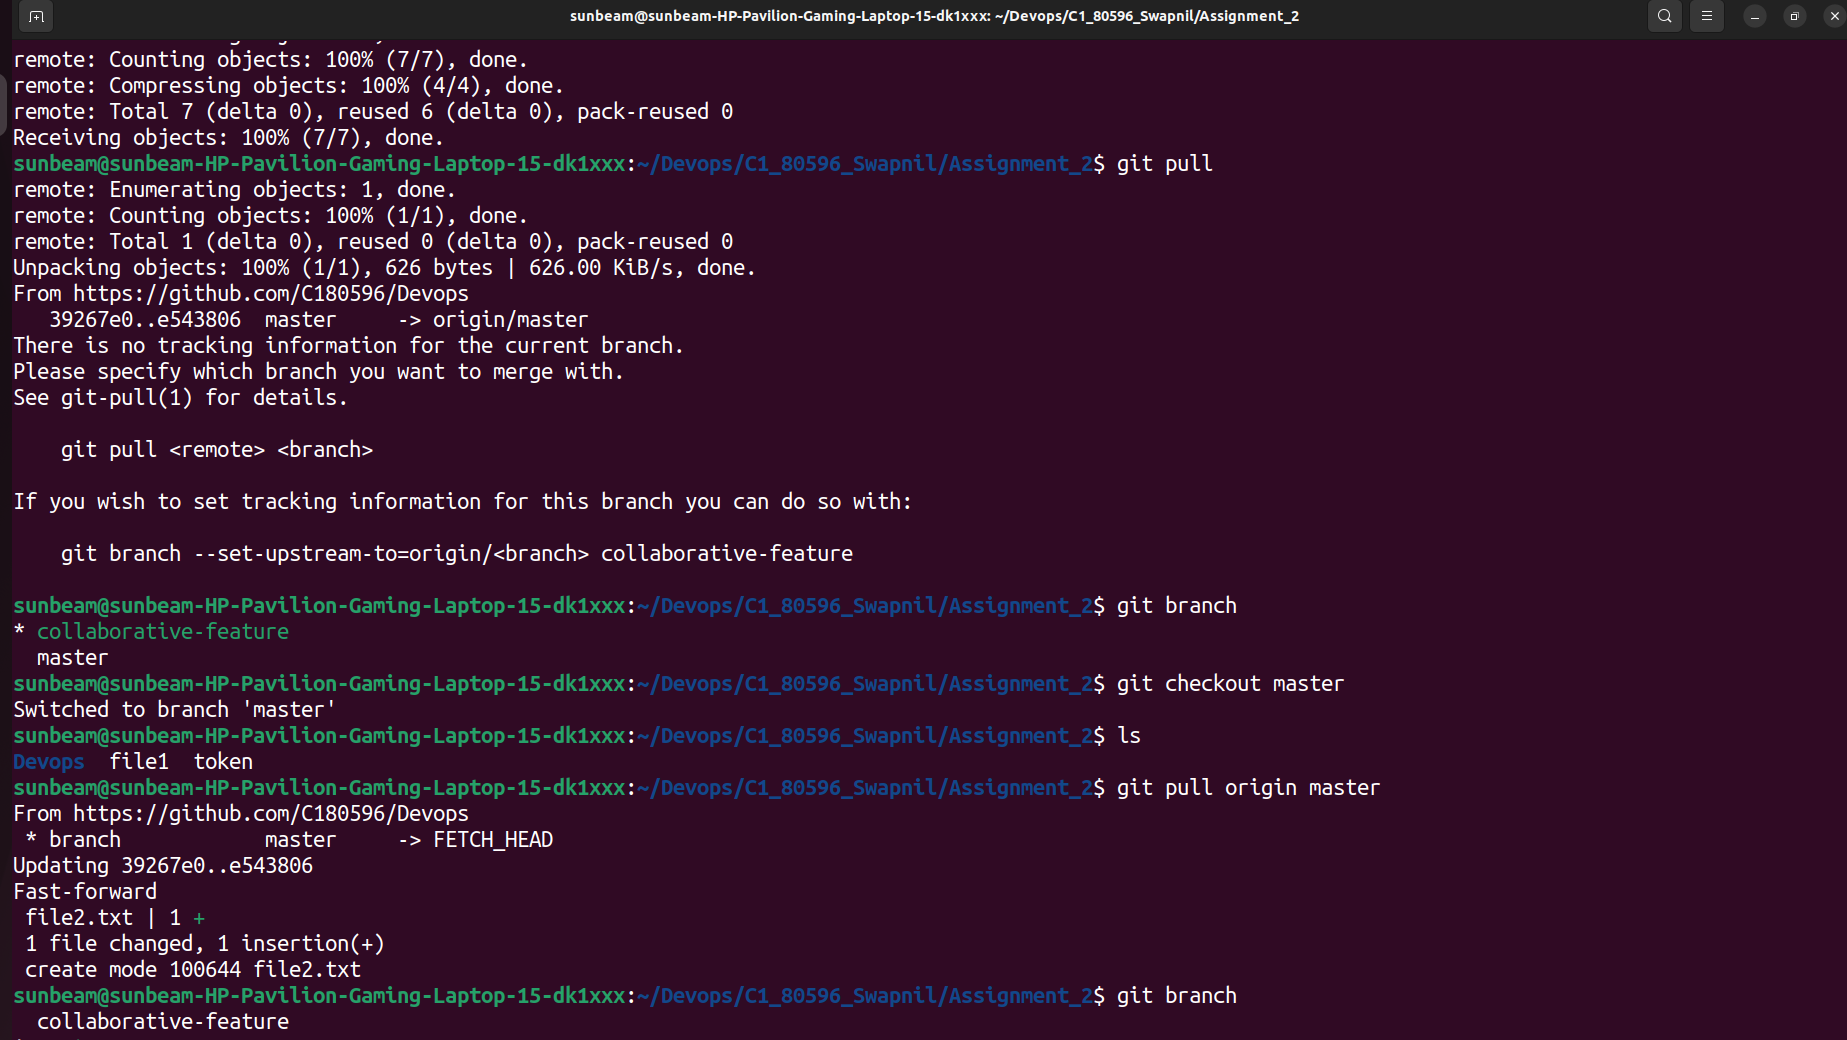 sunbeam@sunbeam-HP-Pavilion-Gaming-Laptop-15-dk1xxx: ~/Devops/C1_80596_Swapnil/Assignment_2
remote: Counting objects: 100% (7/7), done.
remote: Compressing objects: 100% (4/4), done.
remote: Total 7 (delta 0), reused 6 (delta 0), pack-reused 0
Receiving objects: 100% (7/7), done.
sunbeam@sunbeam-HP-Pavilion-Gaming-Laptop-15-dk1xxx:~/Devops/C1_80596_Swapnil/Assignment_2$ git pull
remote: Enumerating objects: 1, done.
remote: Counting objects: 100% (1/1), done.
remote: Total 1 (delta 0), reused 0 (delta 0), pack-reused 0
Unpacking objects: 100% (1/1), 626 bytes | 626.00 KiB/s, done.
From https://github.com/C180596/Devops
   39267e0..e543806  master     -> origin/master
There is no tracking information for the current branch.
Please specify which branch you want to merge with.
See git-pull(1) for details.

    git pull <remote> <branch>

If you wish to set tracking information for this branch you can do so with:

    git branch --set-upstream-to=origin/<branch> collaborative-feature

sunbeam@sunbeam-HP-Pavilion-Gaming-Laptop-15-dk1xxx:~/Devops/C1_80596_Swapnil/Assignment_2$ git branch
* collaborative-feature
  master
sunbeam@sunbeam-HP-Pavilion-Gaming-Laptop-15-dk1xxx:~/Devops/C1_80596_Swapnil/Assignment_2$ git checkout master
Switched to branch 'master'
sunbeam@sunbeam-HP-Pavilion-Gaming-Laptop-15-dk1xxx:~/Devops/C1_80596_Swapnil/Assignment_2$ ls
Devops  file1  token
sunbeam@sunbeam-HP-Pavilion-Gaming-Laptop-15-dk1xxx:~/Devops/C1_80596_Swapnil/Assignment_2$ git pull origin master
From https://github.com/C180596/Devops
 * branch            master     -> FETCH_HEAD
Updating 39267e0..e543806
Fast-forward
 file2.txt | 1 +
 1 file changed, 1 insertion(+)
 create mode 100644 file2.txt
sunbeam@sunbeam-HP-Pavilion-Gaming-Laptop-15-dk1xxx:~/Devops/C1_80596_Swapnil/Assignment_2$ git branch
  collaborative-feature